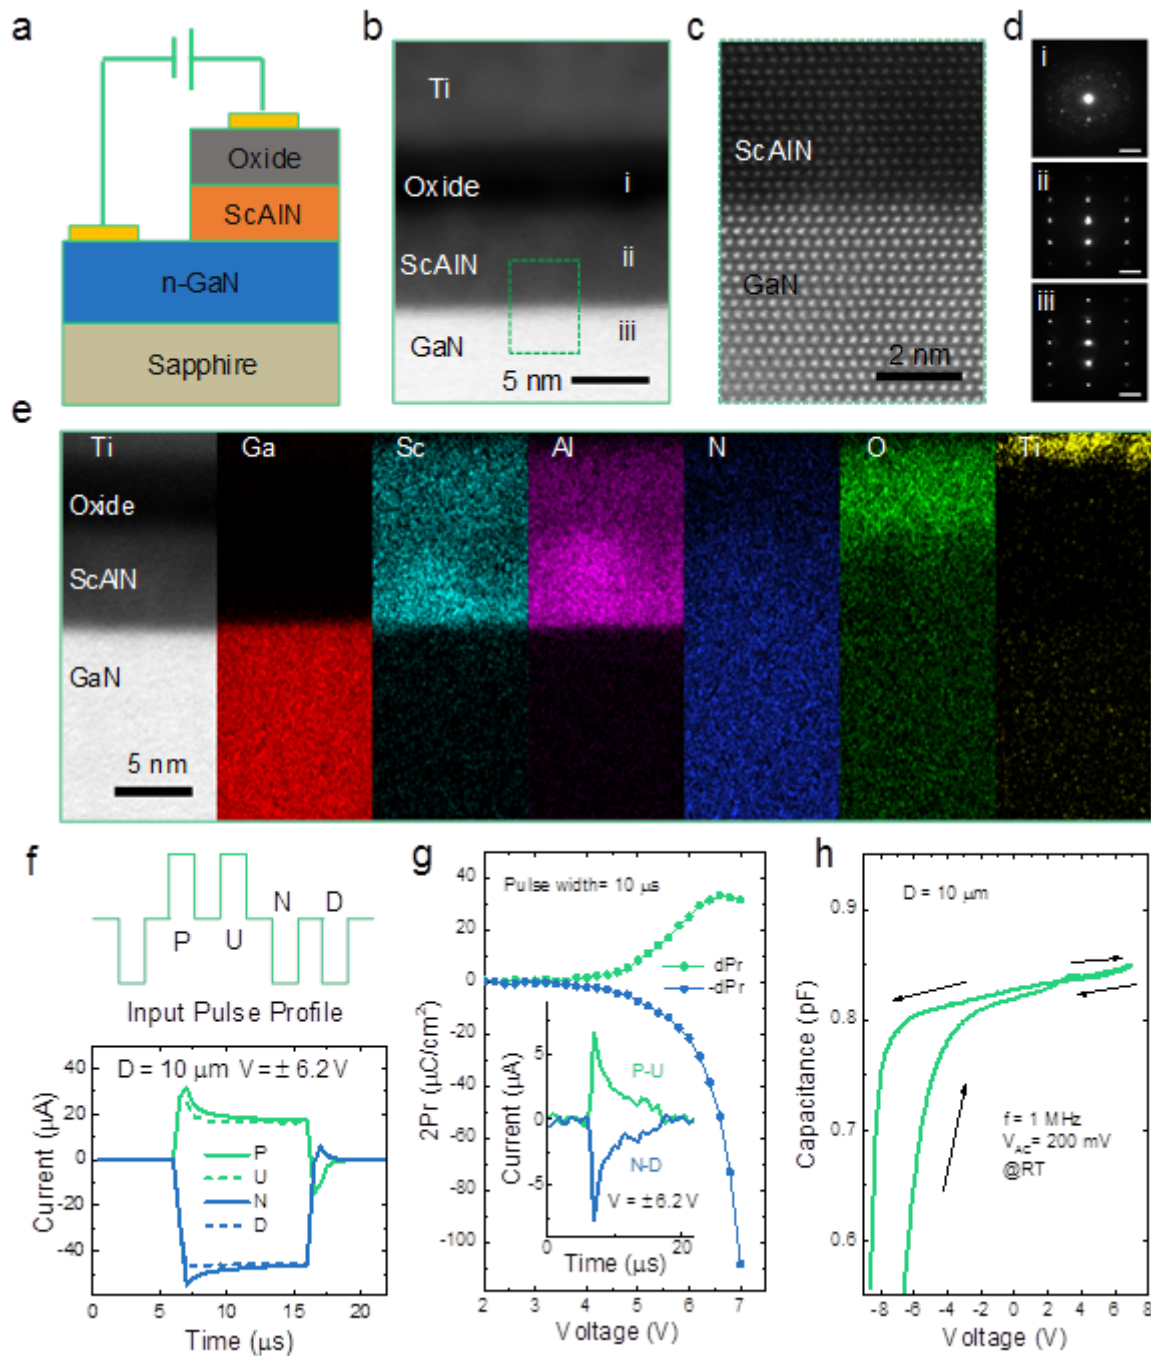 a
Oxide
ScAlN
n-GaN
Sapphire
b
Ti
Oxide
i
ScAlN
ii
iii
GaN
5 nm
c
ScAlN
GaN
2 nm
d
i
ii
iii
e
Ti
Ga
Sc
Al
N
O
Ti
Oxide
ScAlN
GaN
5 nm
f
N D
P U
Input Pulse Profile
D = 10 μm V = ± 6.2 V
40
20
0
-20
-40
Current (μA)
P
U
N
D
0 10 20
Time (μs)
g
Pulse width= 10 μs
40
20
0
-20
-40
-60
-80
-100
2Pr (μC/cm²)
dPr
-dPr
5
0
-5
Current (μA)
P-U
N-D
V = ± 6.2 V
0 20
Time (μs)
2 3 4 5 6 7
Voltage (V)
h
D = 10 μm
0.9
0.8
0.7
0.6
Capacitance (pF)
f = 1 MHz
VAC= 200 mV
@RT
-8 -6 -4 -2 0 2 4 6 8
Voltage (V)